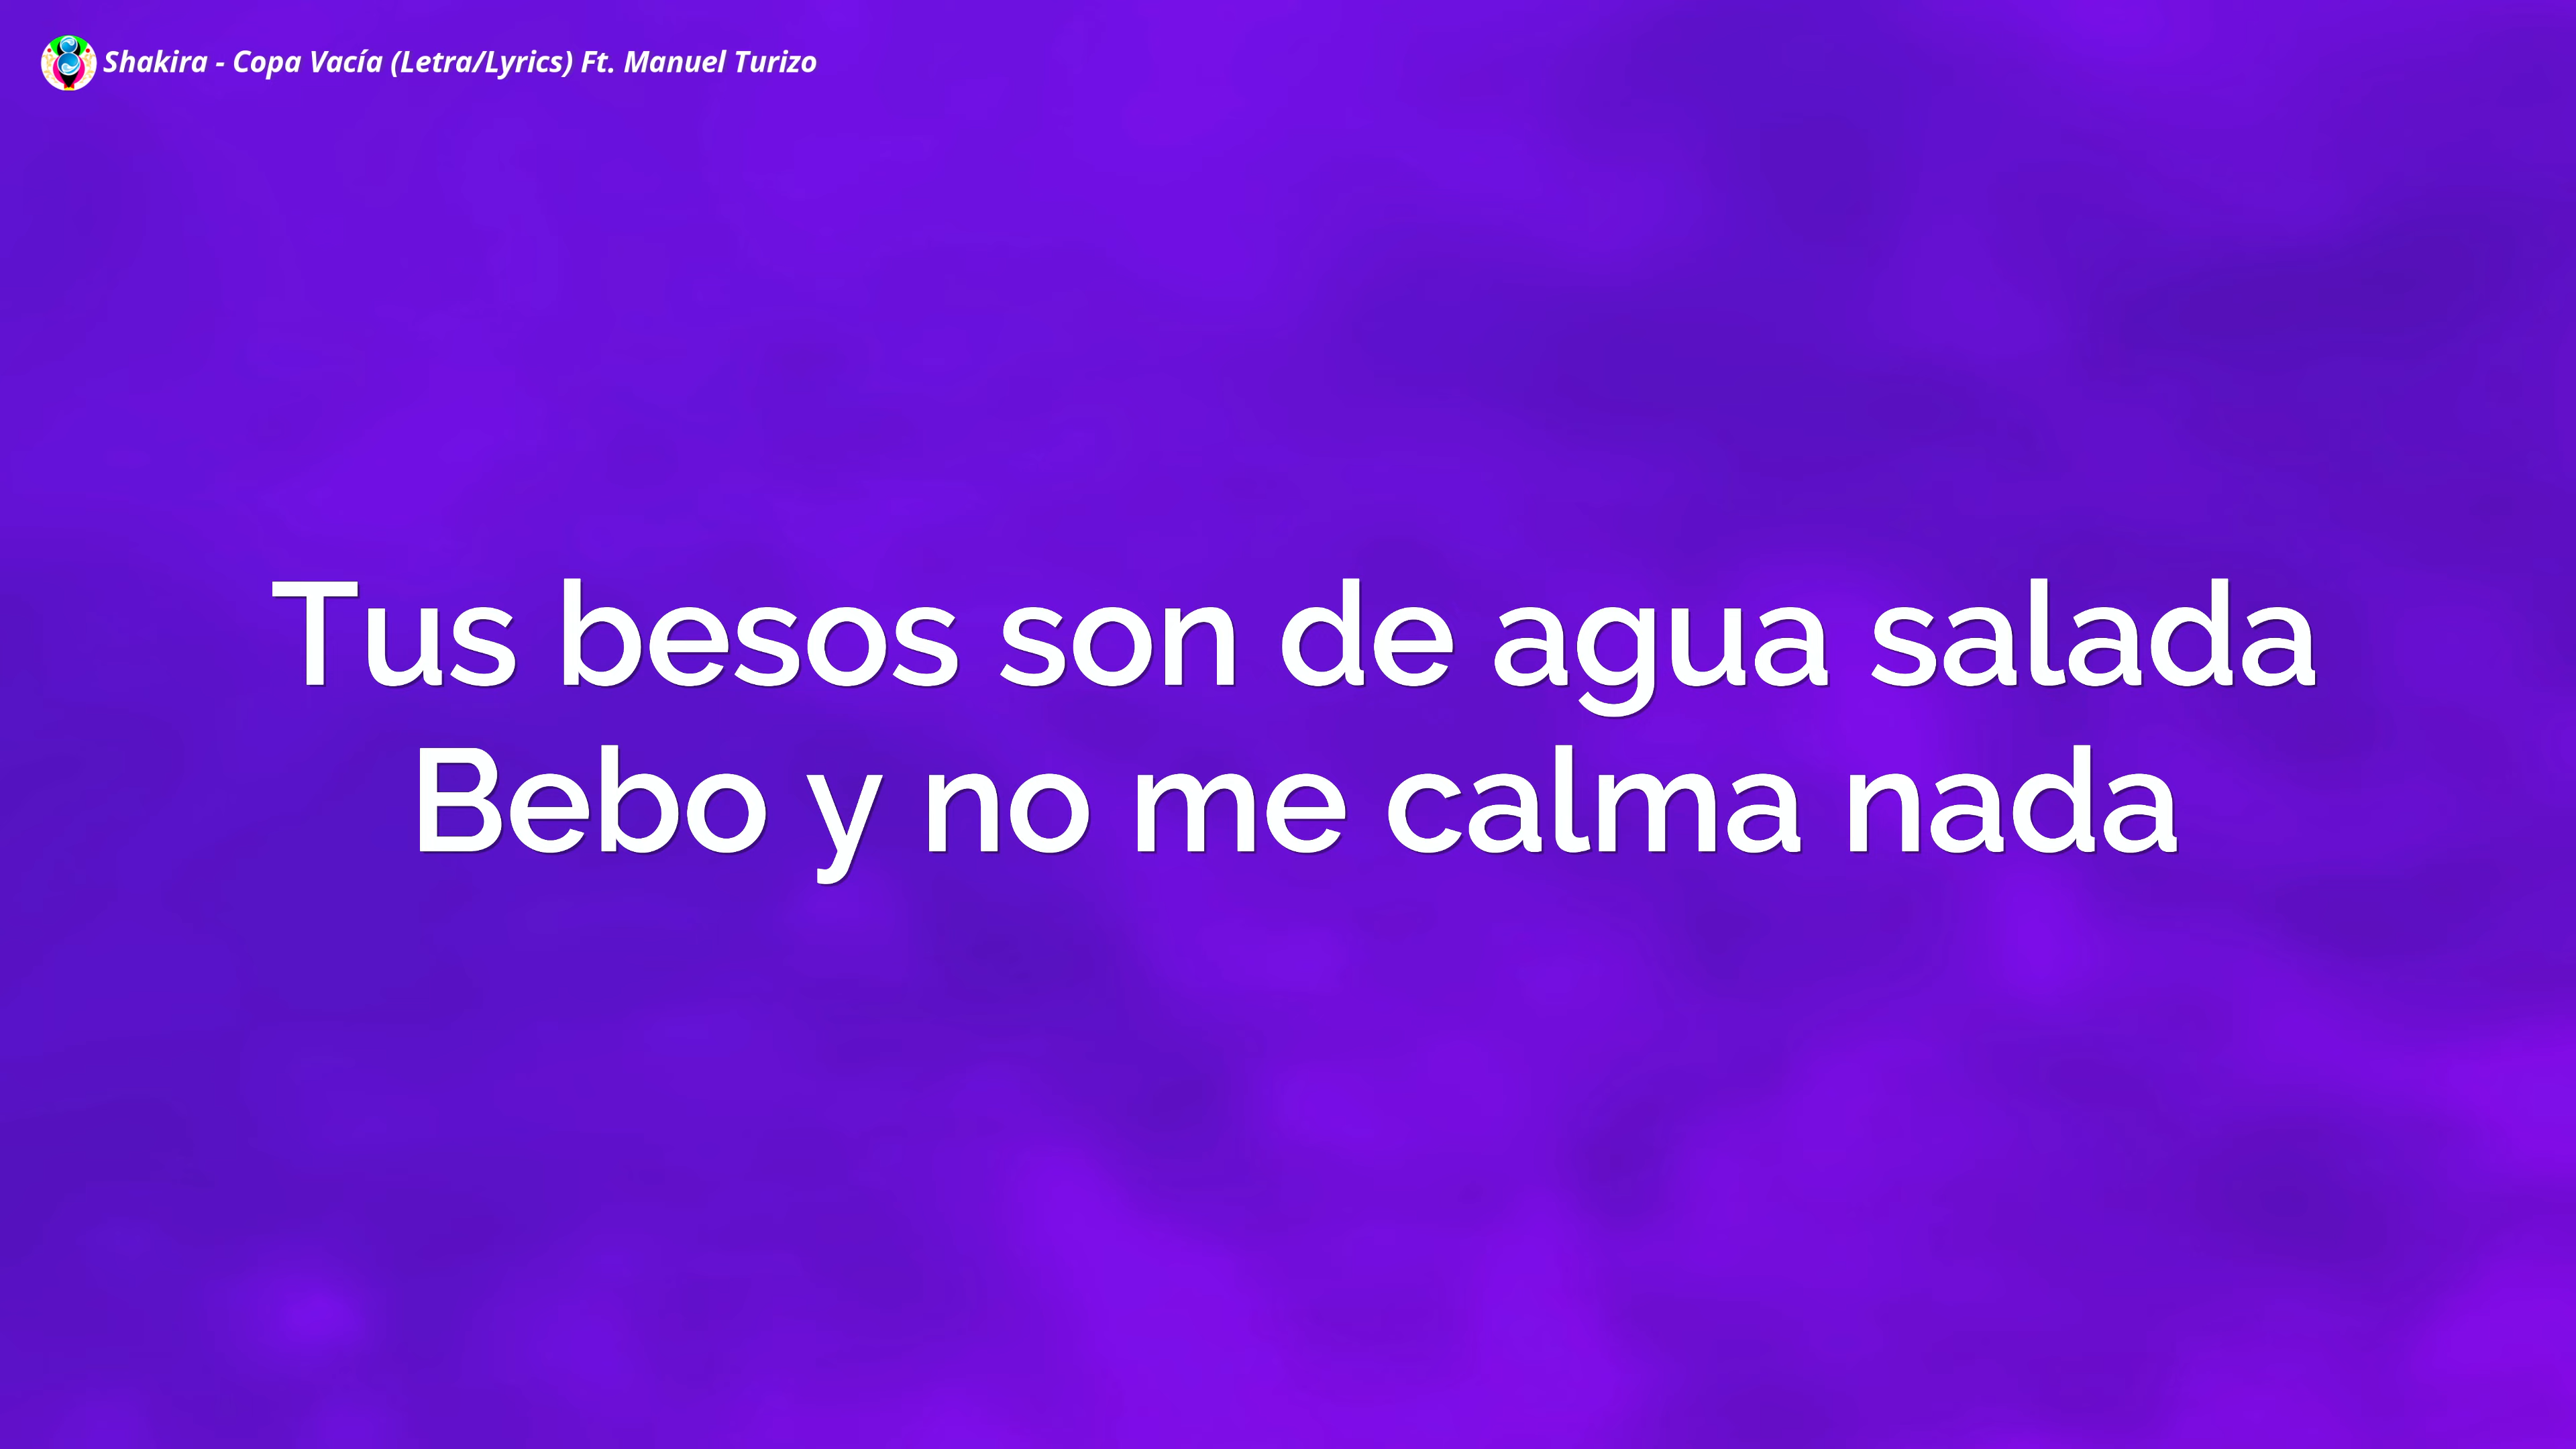 Shakira - Copa Vacía (Letra/Lyrics) Ft. Manuel Turizo
Tus besos son de agua salada
Bebo y no me calma nada